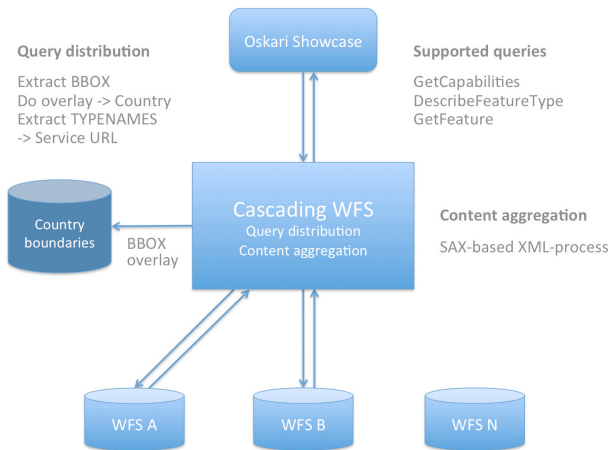 Query distribution
Extract BBOX
Do overlay -> Country
Extract TYPENAMES
-> Service URL
Oskari Showcase
Supported queries
GetCapabilities
DescribeFeatureType
GetFeature
Country
boundaries
BBOX
overlay
Cascading WFS
Query distribution
Content aggregation
Content aggregation
SAX-based XML-process
WFS A
WFS B
WFS N